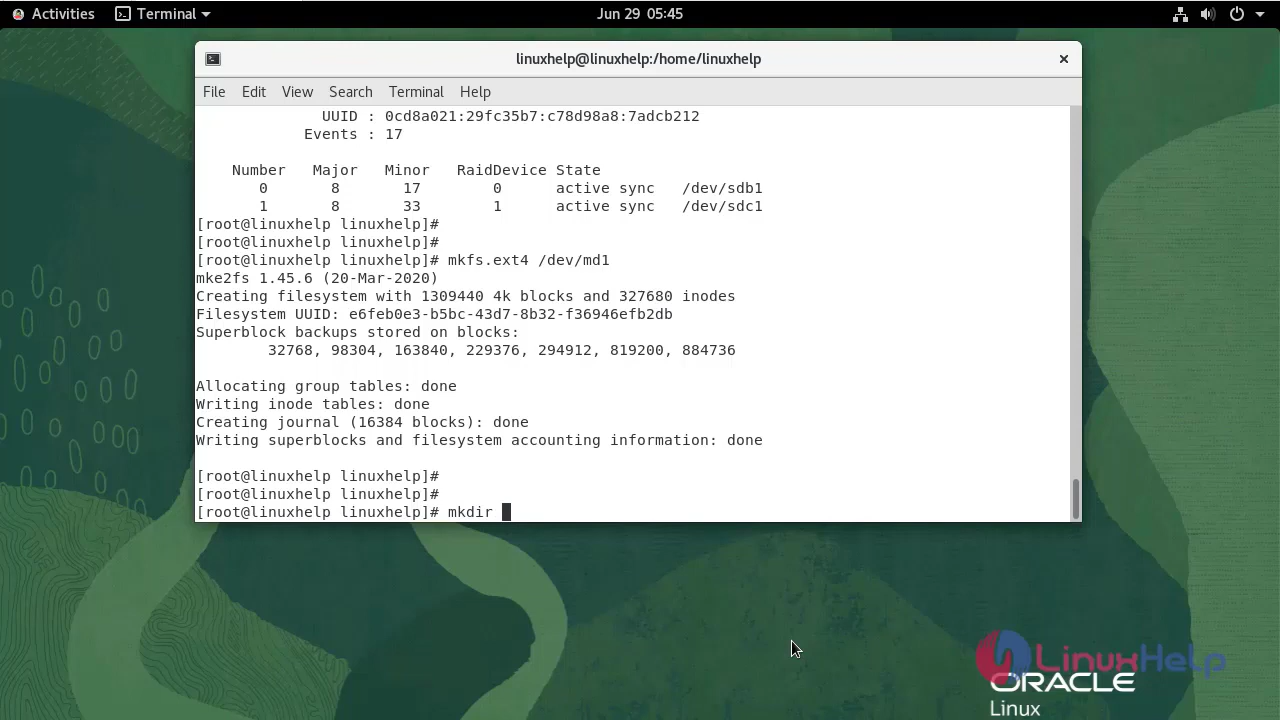 Activities Terminal Jun 29 05:45
linuxhelp@linuxhelp:/home/linuxhelp ×
File Edit View Search Terminal Help
UUID : 0cd8a021:29fc35b7:c78d98a8:7adcb212
Events : 17
Number Major Minor RaidDevice State
0 8 17 0 active sync /dev/sdb1
1 8 33 1 active sync /dev/sdc1
[root@linuxhelp linuxhelp]#
[root@linuxhelp linuxhelp]#
[root@linuxhelp linuxhelp]# mkfs.ext4 /dev/md1
mke2fs 1.45.6 (20-Mar-2020)
Creating filesystem with 1309440 4k blocks and 327680 inodes
Filesystem UUID: e6feb0e3-b5bc-43d7-8b32-f36946efb2db
Superblock backups stored on blocks:
32768, 98304, 163840, 229376, 294912, 819200, 884736
Allocating group tables: done
Writing inode tables: done
Creating journal (16384 blocks): done
Writing superblocks and filesystem accounting information: done
[root@linuxhelp linuxhelp]#
[root@linuxhelp linuxhelp]#
[root@linuxhelp linuxhelp]# mkdir
LinuxHelp
ORACLE
Linux